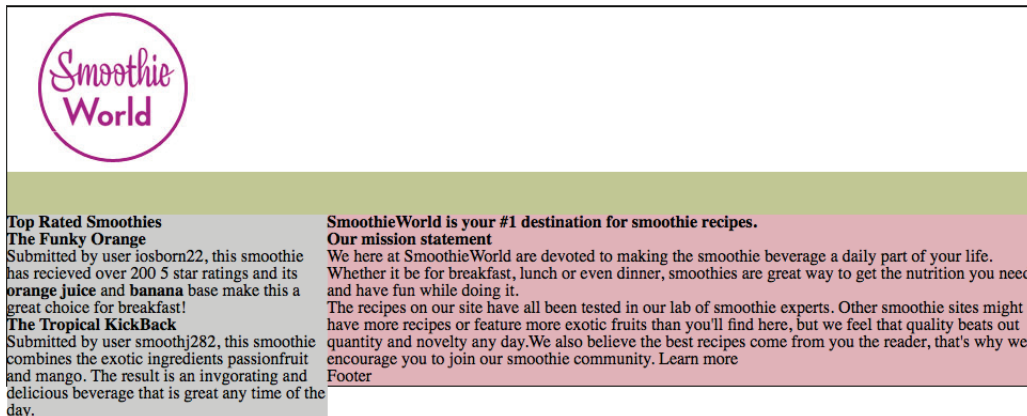 Smoothie
World
Top Rated Smoothies
The Funky Orange
Submitted by user iosborn22, this smoothie
has recieved over 200 5 star ratings and its
orange juice and banana base make this a
great choice for breakfast!
The Tropical KickBack
Submitted by user smoothj282, this smoothie
combines the exotic ingredients passionfruit
and mango. The result is an invgorating and
delicious beverage that is great any time of the
day.
SmoothieWorld is your #1 destination for smoothie recipes.
Our mission statement
We here at SmoothieWorld are devoted to making the smoothie beverage a daily part of your life.
Whether it be for breakfast, lunch or even dinner, smoothies are great way to get the nutrition you need
and have fun while doing it.
The recipes on our site have all been tested in our lab of smoothie experts. Other smoothie sites might
have more recipes or feature more exotic fruits than you'll find here, but we feel that quality beats out
quantity and novelty any day.We also believe the best recipes come from you the reader, that's why we
encourage you to join our smoothie community. Learn more
Footer